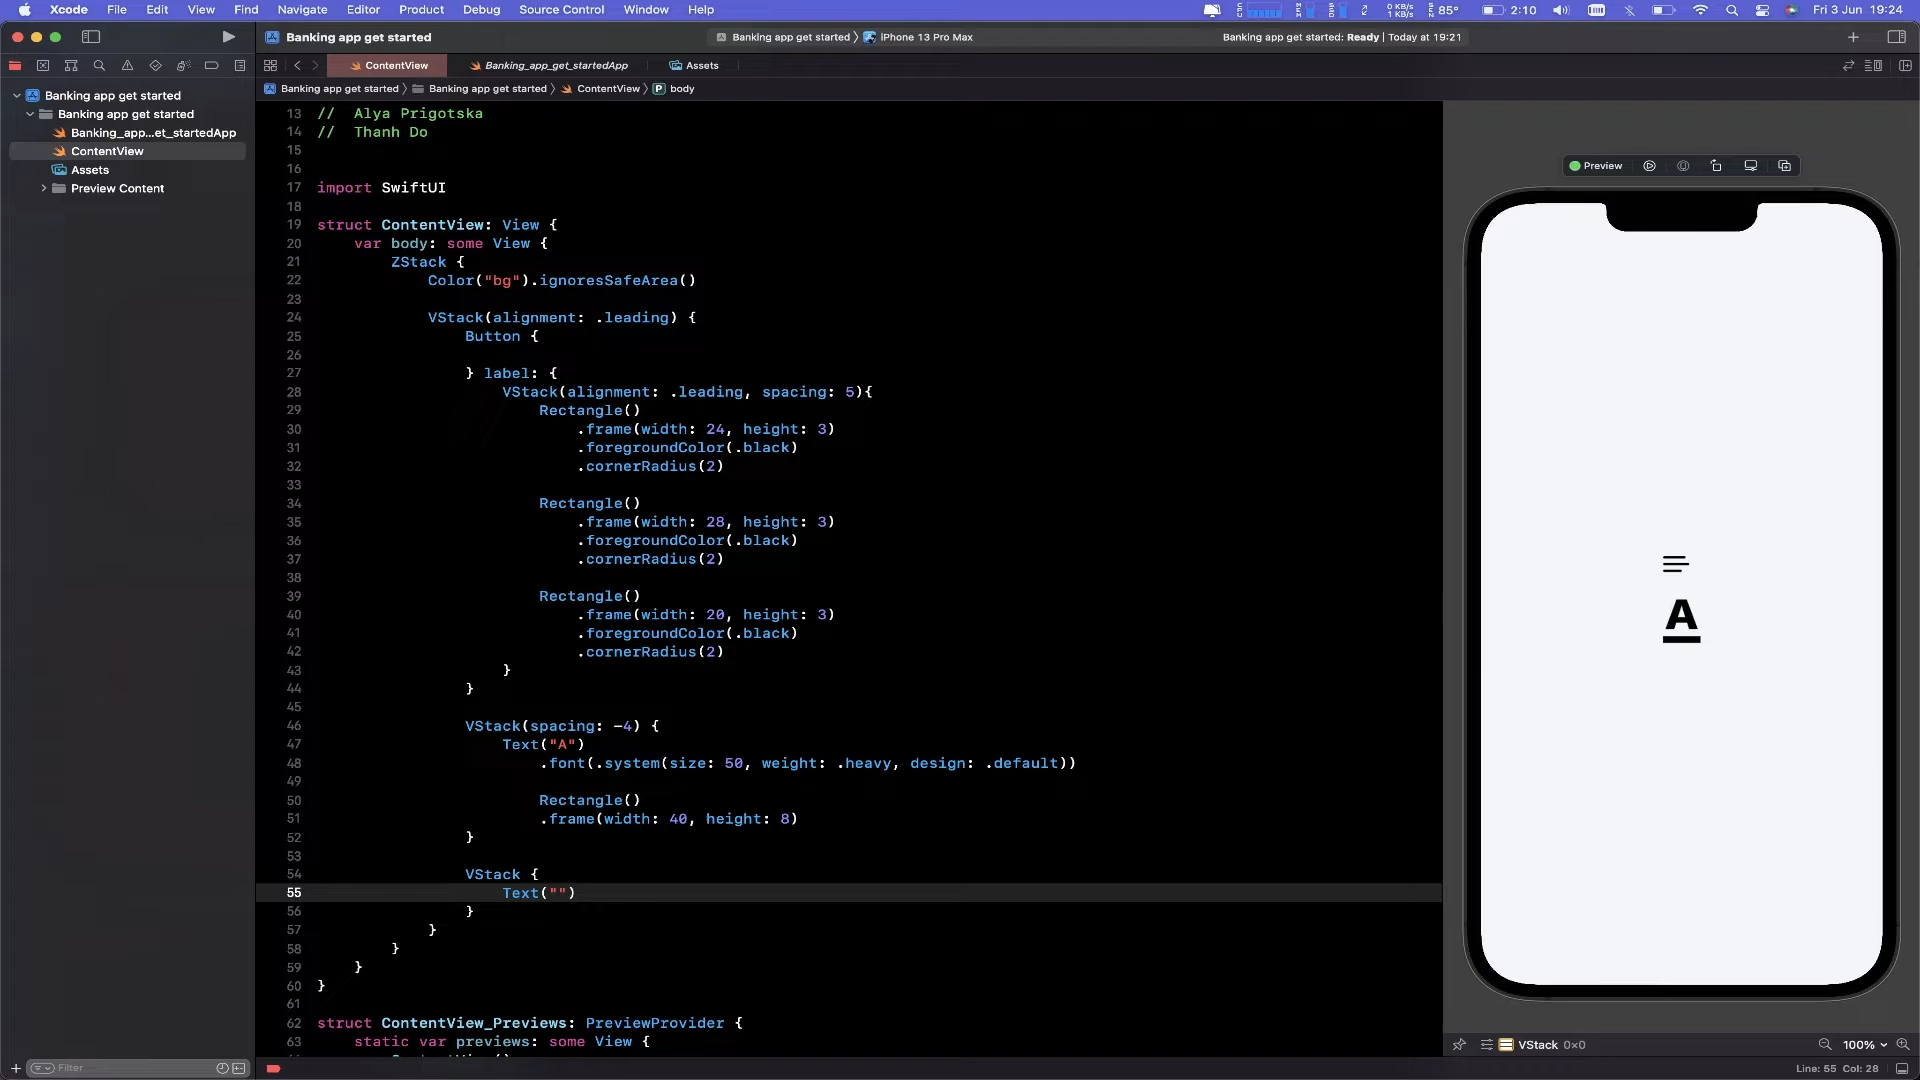 Xcode File Edit View Find Navigate Editor Product Debug Source Control Window Help
0 KB/s
1 KB/s
85°
2:10
Fri 3 Jun 19:24
Banking app get started
Banking app get started
iPhone 13 Pro Max
Banking app get started: Ready | Today at 19:21
ContentView
Banking_app_get_startedApp
Assets
Banking app get started
Banking app get started
ContentView
P body
Banking app get started
Banking app get started
Banking_app...et_startedApp
ContentView
Assets
Preview Content
13 // Alya Prigotska
14 // Thanh Do
15
16
17 import SwiftUI
18
19 struct ContentView: View {
20 var body: some View {
21 ZStack {
22 Color("bg").ignoresSafeArea()
23
24 VStack(alignment: .leading) {
25 Button {
26
27 } label: {
28 VStack(alignment: .leading, spacing: 5){
29 Rectangle()
30 .frame(width: 24, height: 3)
31 .foregroundColor(.black)
32 .cornerRadius(2)
33
34 Rectangle()
35 .frame(width: 28, height: 3)
36 .foregroundColor(.black)
37 .cornerRadius(2)
38
39 Rectangle()
40 .frame(width: 20, height: 3)
41 .foregroundColor(.black)
42 .cornerRadius(2)
43 }
44 }
45
46 VStack(spacing: -4) {
47 Text("A")
48 .font(.system(size: 50, weight: .heavy, design: .default))
49
50 Rectangle()
51 .frame(width: 40, height: 8)
52 }
53
54 VStack {
55 Text("")
56 }
57 }
58 }
59 }
60 }
61
62 struct ContentView_Previews: PreviewProvider {
63 static var previews: some View {
Preview
A
VStack 0×0
100%
Filter
Line: 55 Col: 28